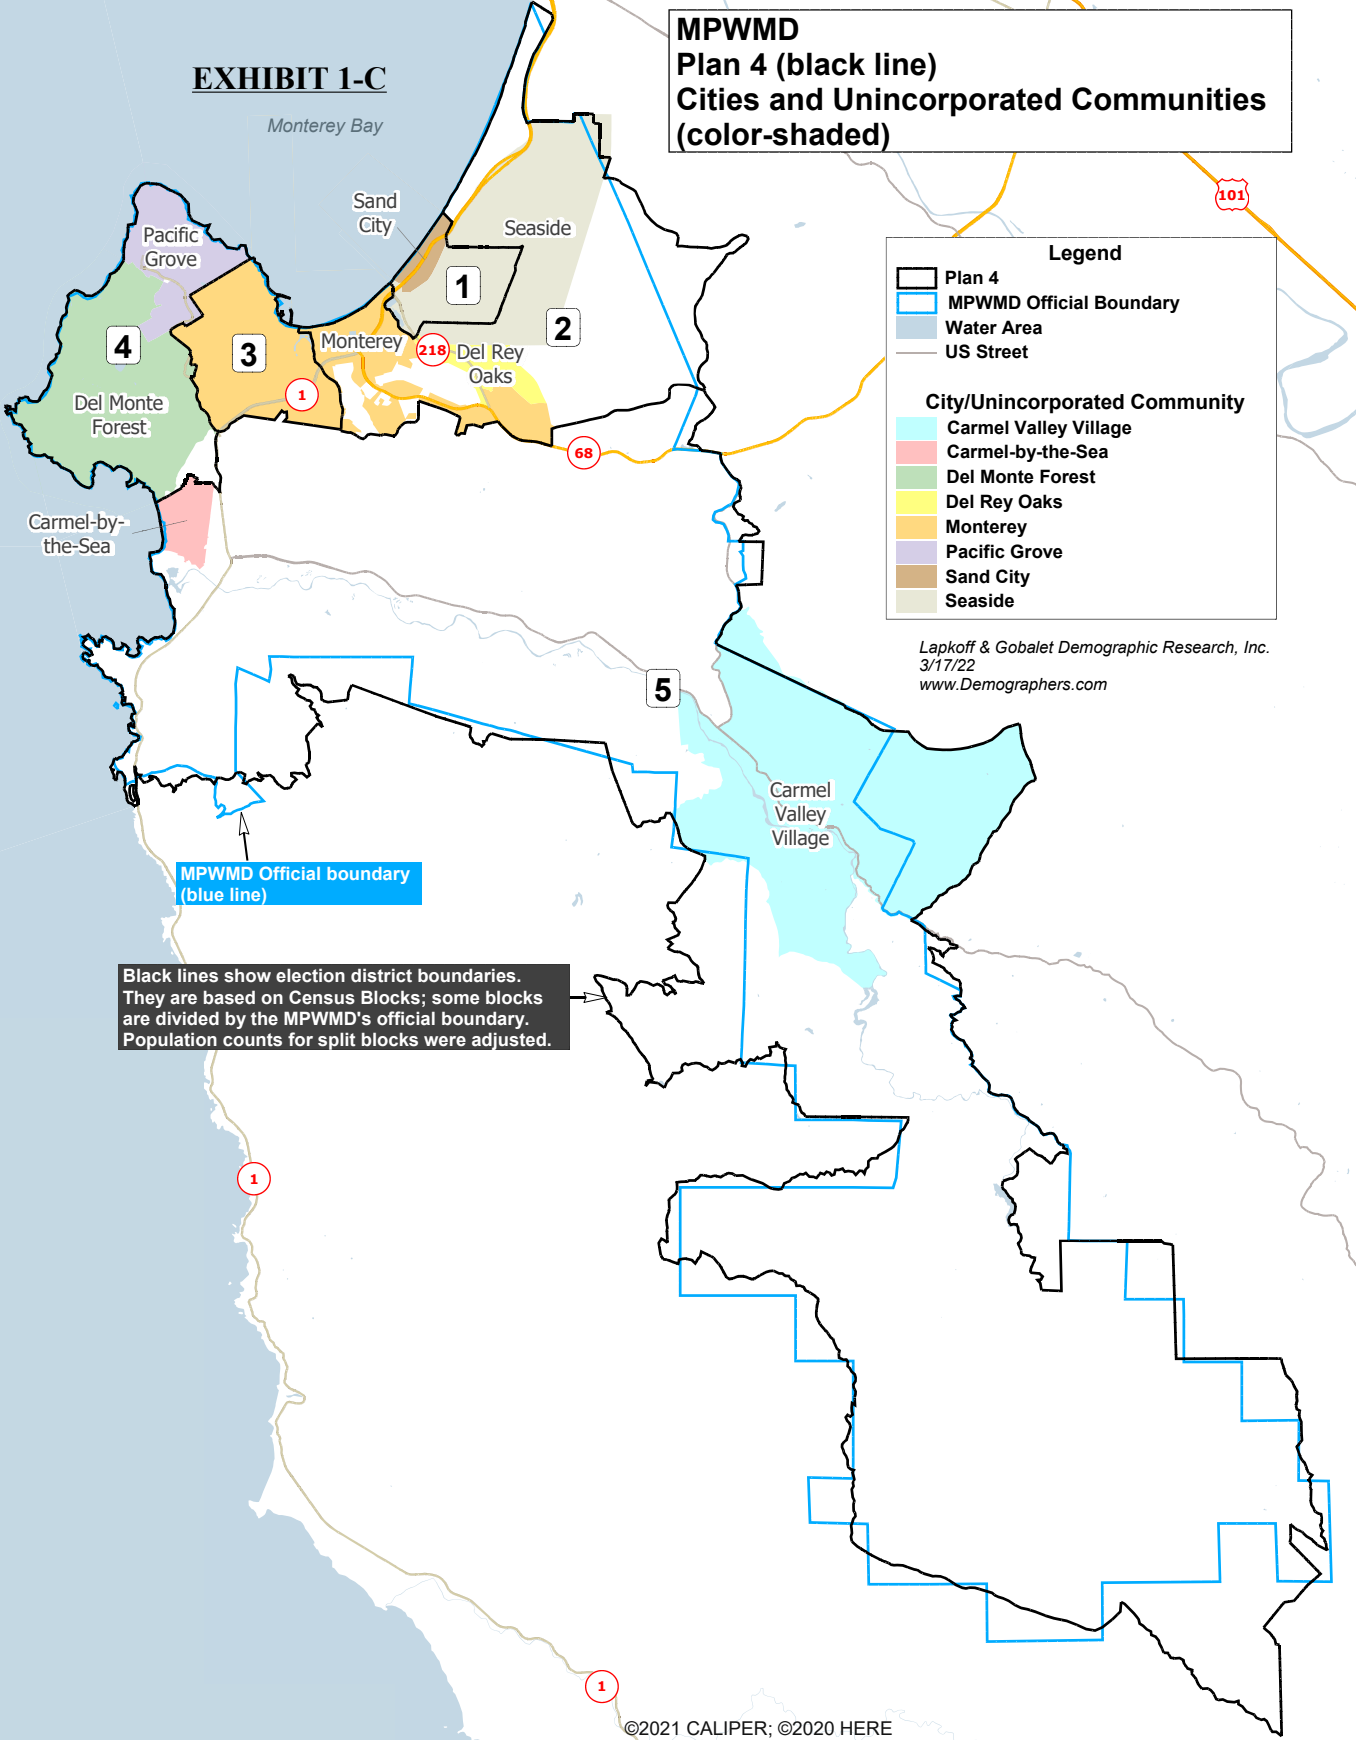 EXHIBIT 1-C
MPWMD
Plan 4 (black line)
Cities and Unincorporated Communities
(color-shaded)
Monterey Bay
101
Sand
City
Pacific
Grove
Seaside
1
2
3
4
Monterey
218
Del Rey
Oaks
1
Del Monte
Forest
68
Carmel-by-
the-Sea
Legend
Plan 4
MPWMD Official Boundary
Water Area
US Street
City/Unincorporated Community
Carmel Valley Village
Carmel-by-the-Sea
Del Monte Forest
Del Rey Oaks
Monterey
Pacific Grove
Sand City
Seaside
Lapkoff & Gobalet Demographic Research, Inc.
3/17/22
www.Demographers.com
5
Carmel
Valley
Village
MPWMD Official boundary
(blue line)
Black lines show election district boundaries.
They are based on Census Blocks; some blocks
are divided by the MPWMD's official boundary.
Population counts for split blocks were adjusted.
1
1
©2021 CALIPER; ©2020 HERE